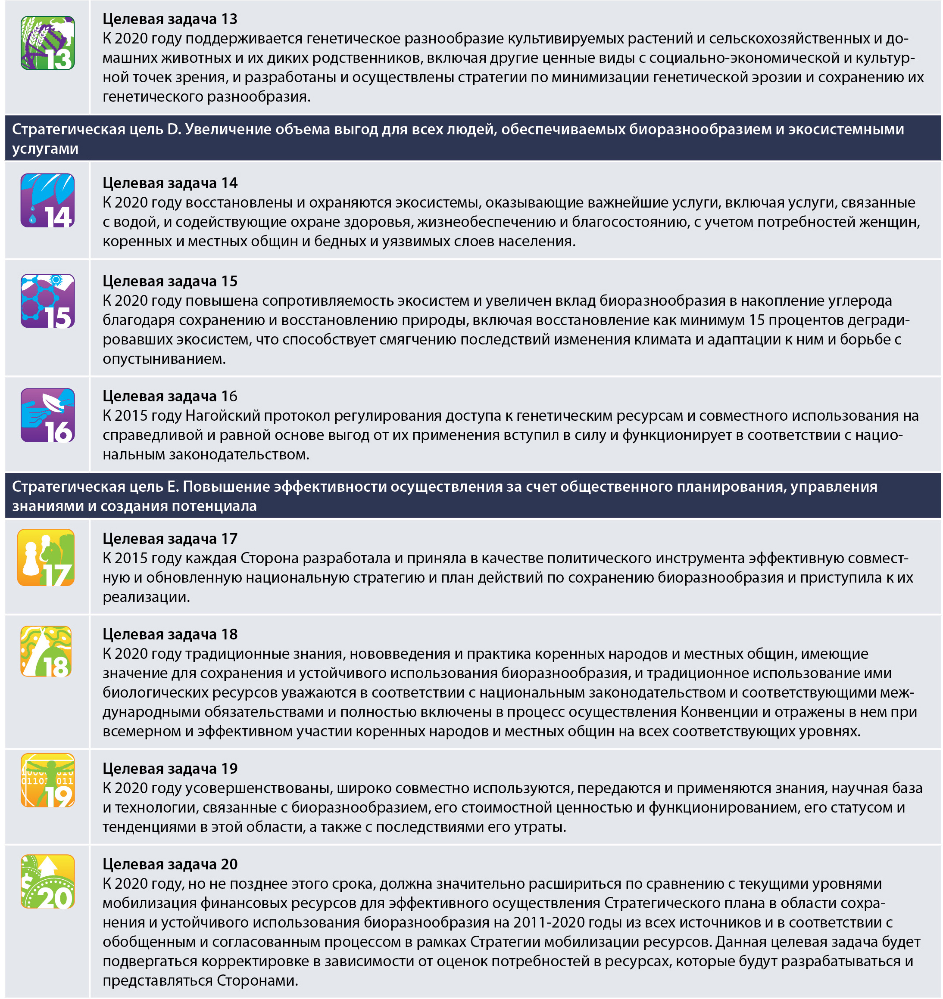 13
Целевая задача 13
К 2020 году поддерживается генетическое разнообразие культивируемых растений и сельскохозяйственных и до-
машних животных и их диких родственников, включая другие ценные виды с социально-экономической и культур-
ной точек зрения, и разработаны и осуществлены стратегии по минимизации генетической эрозии и сохранению их
генетического разнообразия.
Стратегическая цель D. Увеличение объема выгод для всех людей, обеспечиваемых биоразнообразием и экосистемными
услугами
14
Целевая задача 14
К 2020 году восстановлены и охраняются экосистемы, оказывающие важнейшие услуги, включая услуги, связанные
с водой, и содействующие охране здоровья, жизнеобеспечению и благосостоянию, с учетом потребностей женщин,
коренных и местных общин и бедных и уязвимых слоев населения.
15
Целевая задача 15
К 2020 году повышена сопротивляемость экосистем и увеличен вклад биоразнообразия в накопление углерода
благодаря сохранению и восстановлению природы, включая восстановление как минимум 15 процентов дегради-
ровавших экосистем, что способствует смягчению последствий изменения климата и адаптации к ним и борьбе с
опустыниванием.
16
Целевая задача 16
К 2015 году Нагойский протокол регулирования доступа к генетическим ресурсам и совместного использования на
справедливой и равной основе выгод от их применения вступил в силу и функционирует в соответствии с нацио-
нальным законодательством.
Стратегическая цель E. Повышение эффективности осуществления за счет общественного планирования, управления
знаниями и создания потенциала
17
Целевая задача 17
К 2015 году каждая Сторона разработала и приняла в качестве политического инструмента эффективную совмест-
ную и обновленную национальную стратегию и план действий по сохранению биоразнообразия и приступила к их
реализации.
18
Целевая задача 18
К 2020 году традиционные знания, нововведения и практика коренных народов и местных общин, имеющие
значение для сохранения и устойчивого использования биоразнообразия, и традиционное использование ими
биологических ресурсов уважаются в соответствии с национальным законодательством и соответствующими меж-
дународными обязательствами и полностью включены в процесс осуществления Конвенции и отражены в нем при
всемерном и эффективном участии коренных народов и местных общин на всех соответствующих уровнях.
19
Целевая задача 19
К 2020 году усовершенствованы, широко совместно используются, передаются и применяются знания, научная база
и технологии, связанные с биоразнообразием, его стоимостной ценностью и функционированием, его статусом и
тенденциями в этой области, а также с последствиями его утраты.
$
20
Целевая задача 20
К 2020 году, но не позднее этого срока, должна значительно расшириться по сравнению с текущими уровнями
мобилизация финансовых ресурсов для эффективного осуществления Стратегического плана в области сохра-
нения и устойчивого использования биоразнообразия на 2011-2020 годы из всех источников и в соответствии с
обобщенным и согласованным процессом в рамках Стратегии мобилизации ресурсов. Данная целевая задача будет
подвергаться корректировке в зависимости от оценок потребностей в ресурсах, которые будут разрабатываться и
представляться Сторонами.